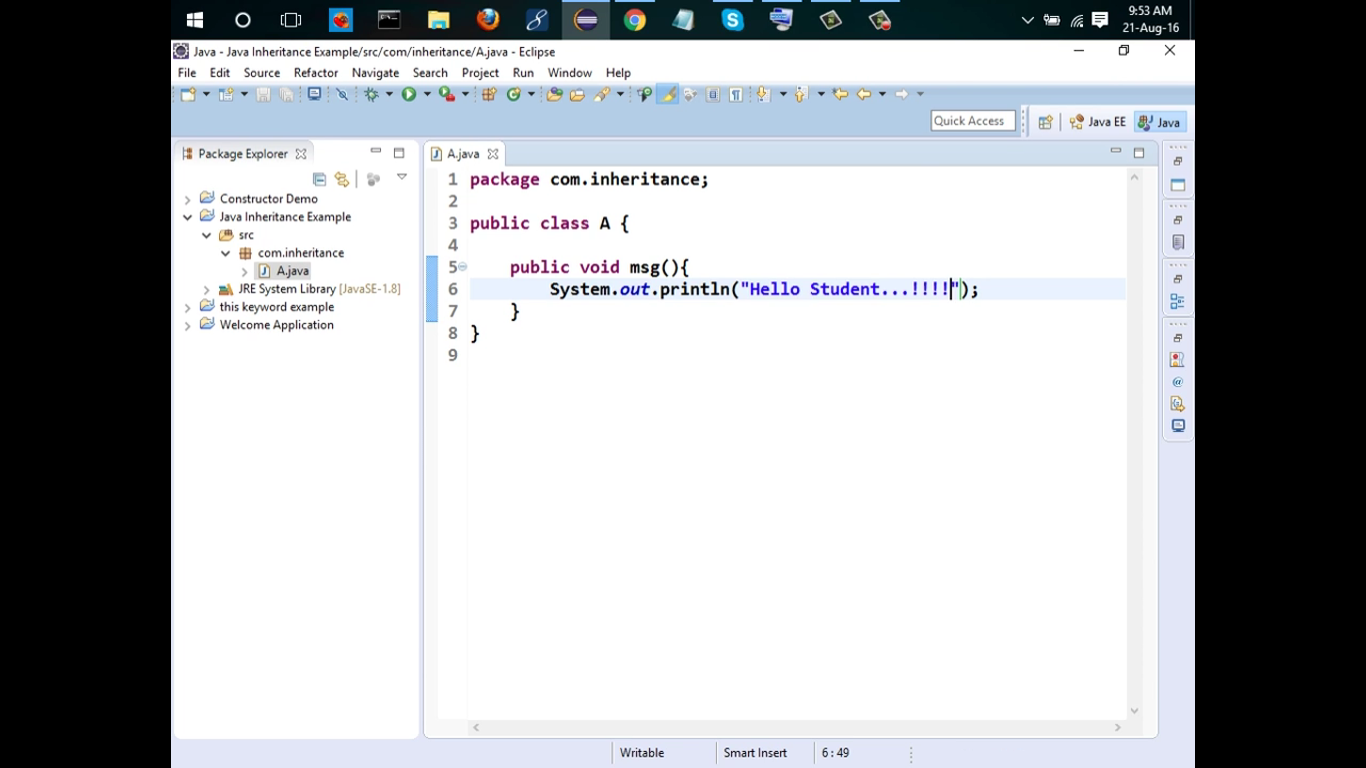 9:53 AM
21-Aug-16
Java - Java Inheritance Example/src/com/inheritance/A.java - Eclipse
File Edit Source Refactor Navigate Search Project Run Window Help
Quick Access
Java EE
Java
Package Explorer
Constructor Demo
Java Inheritance Example
src
com.inheritance
A.java
JRE System Library [JavaSE-1.8]
this keyword example
Welcome Application
A.java
1 package com.inheritance;
2
3 public class A {
4
5 public void msg(){
6 System.out.println("Hello Student...!!!!");
7 }
8 }
9
Writable Smart Insert 6 : 49